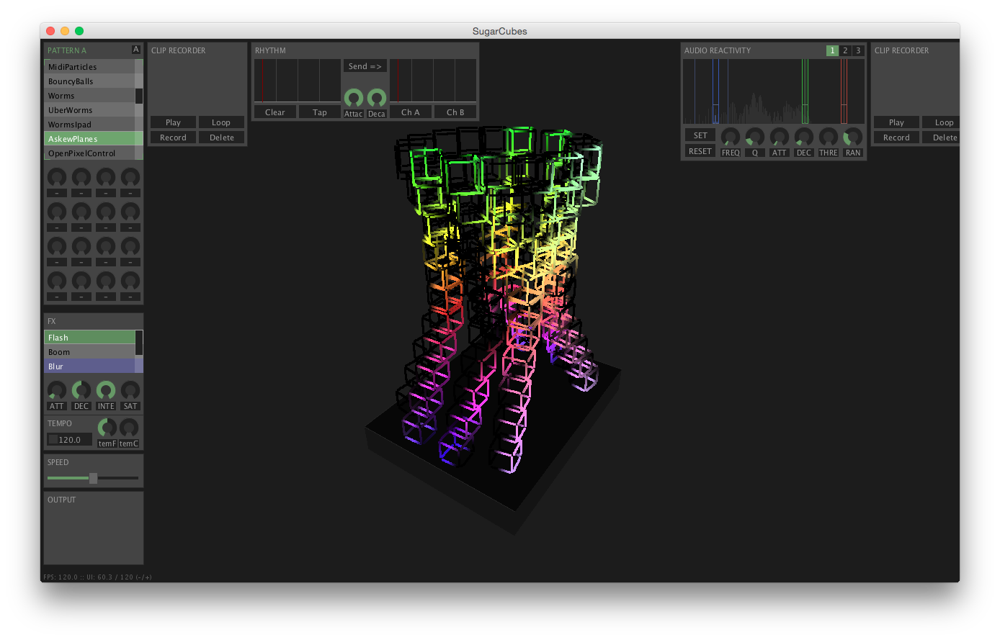 SugarCubes
PATTERN A
A
MidiParticles
BouncyBalls
Worms
UberWorms
WormsIpad
AskewPlanes
OpenPixelControl
- - - -
- - - -
- - - -
- - - -
FX
Flash
Boom
Blur
ATT DEC INTE SAT
TEMPO
120.0
temF temC
SPEED
OUTPUT
FPS: 120.0 :: UI: 60.3 / 120 (-/+)
CLIP RECORDER
Play Loop
Record Delete
RHYTHM
Send =>
Clear Tap Attac Deca Ch A Ch B
AUDIO REACTIVITY 1 2 3
SET
RESET FREQ Q ATT DEC THRE RAN
CLIP RECORDER
Play Loop
Record Delete